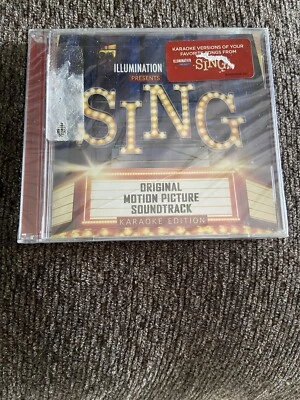 ILLUMINATION
PRESENTS
SING
ORIGINAL
MOTION PICTURE
SOUNDTRACK
KARAOKE EDITION
KARAOKE VERSIONS OF YOUR
FAVORITE SONGS FROM
ILLUMINATION
SING